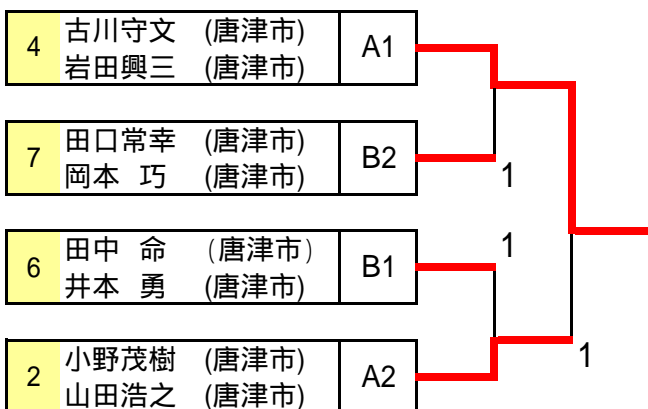 4 古川守文 (唐津市) A1
岩田興三 (唐津市)
7 田口常幸 (唐津市) B2
岡本 巧 (唐津市)
1
6 田中 命 (唐津市) B1
井本 勇 (唐津市)
1
2 小野茂樹 (唐津市) A2
山田浩之 (唐津市)
1